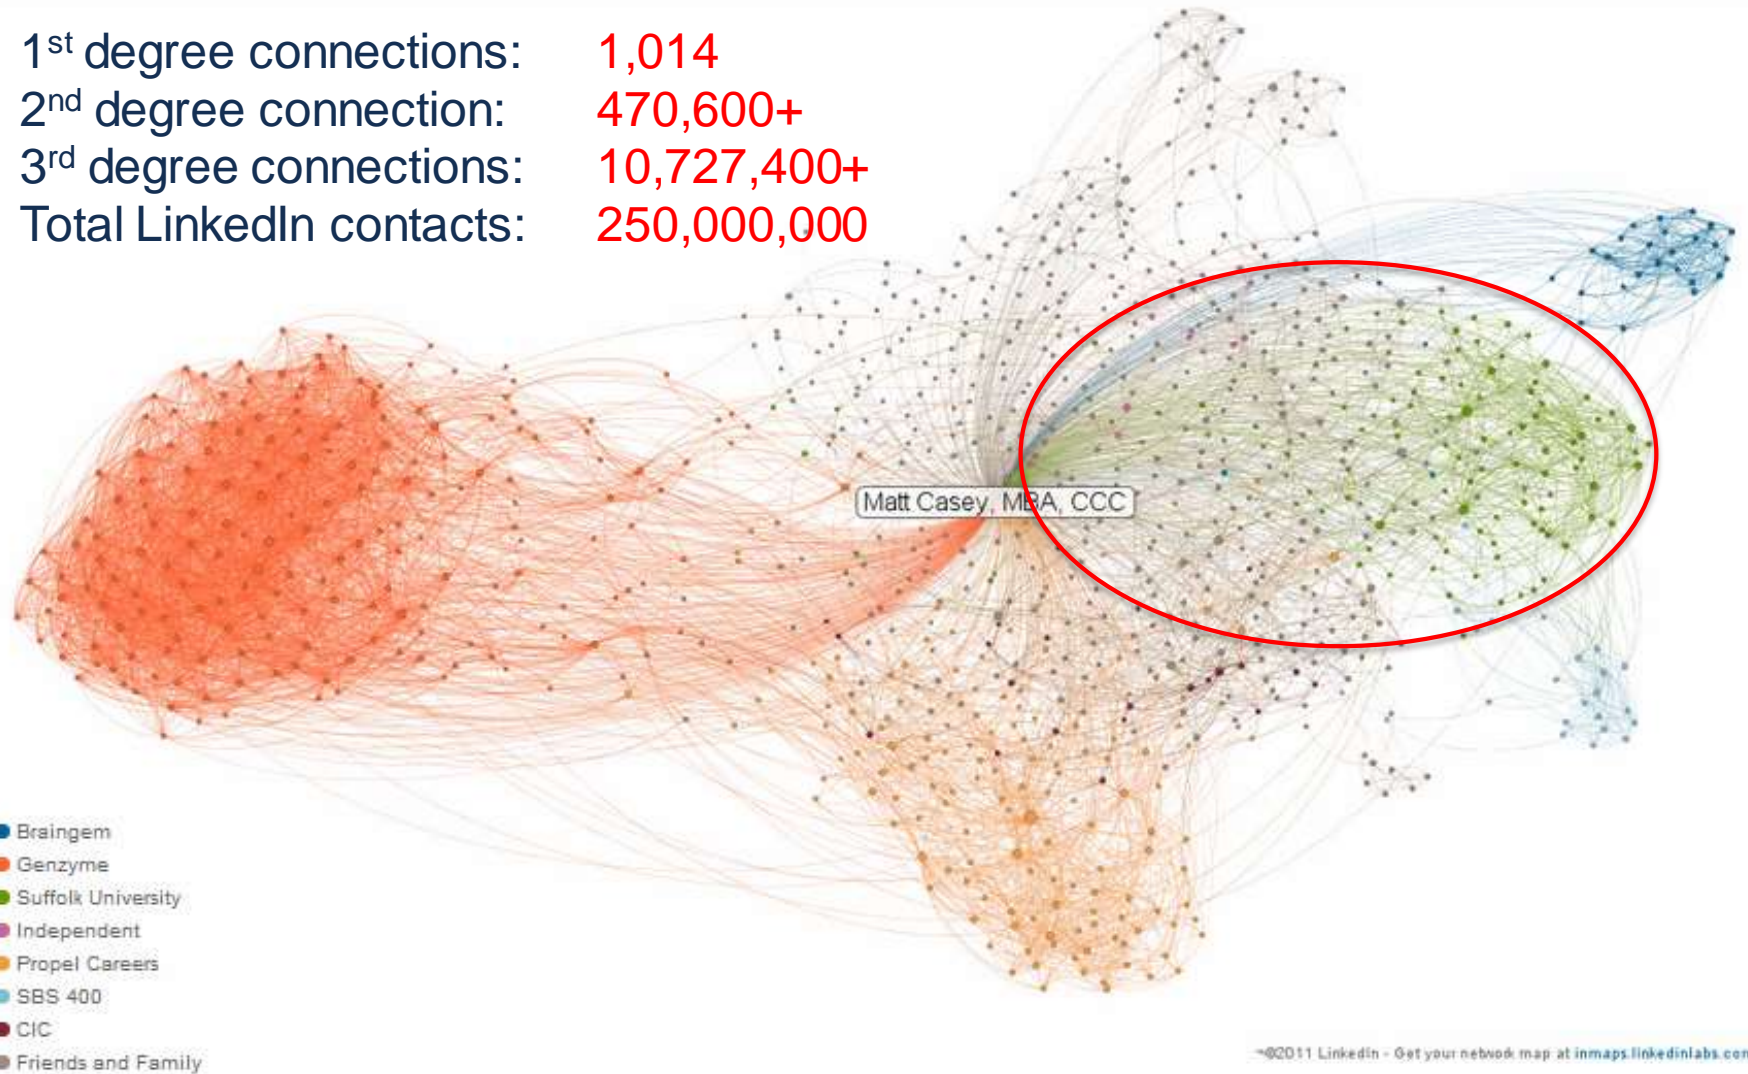 1st degree connections: 1,014
2nd degree connection: 470,600+
3rd degree connections: 10,727,400+
Total LinkedIn contacts: 250,000,000
Matt Casey, MBA, CCC
Braingem
Genzyme
Suffolk University
Independent
Propel Careers
SBS 400
CIC
Friends and Family
©2011 LinkedIn - Get your network map at inmaps.linkedinlabs.com